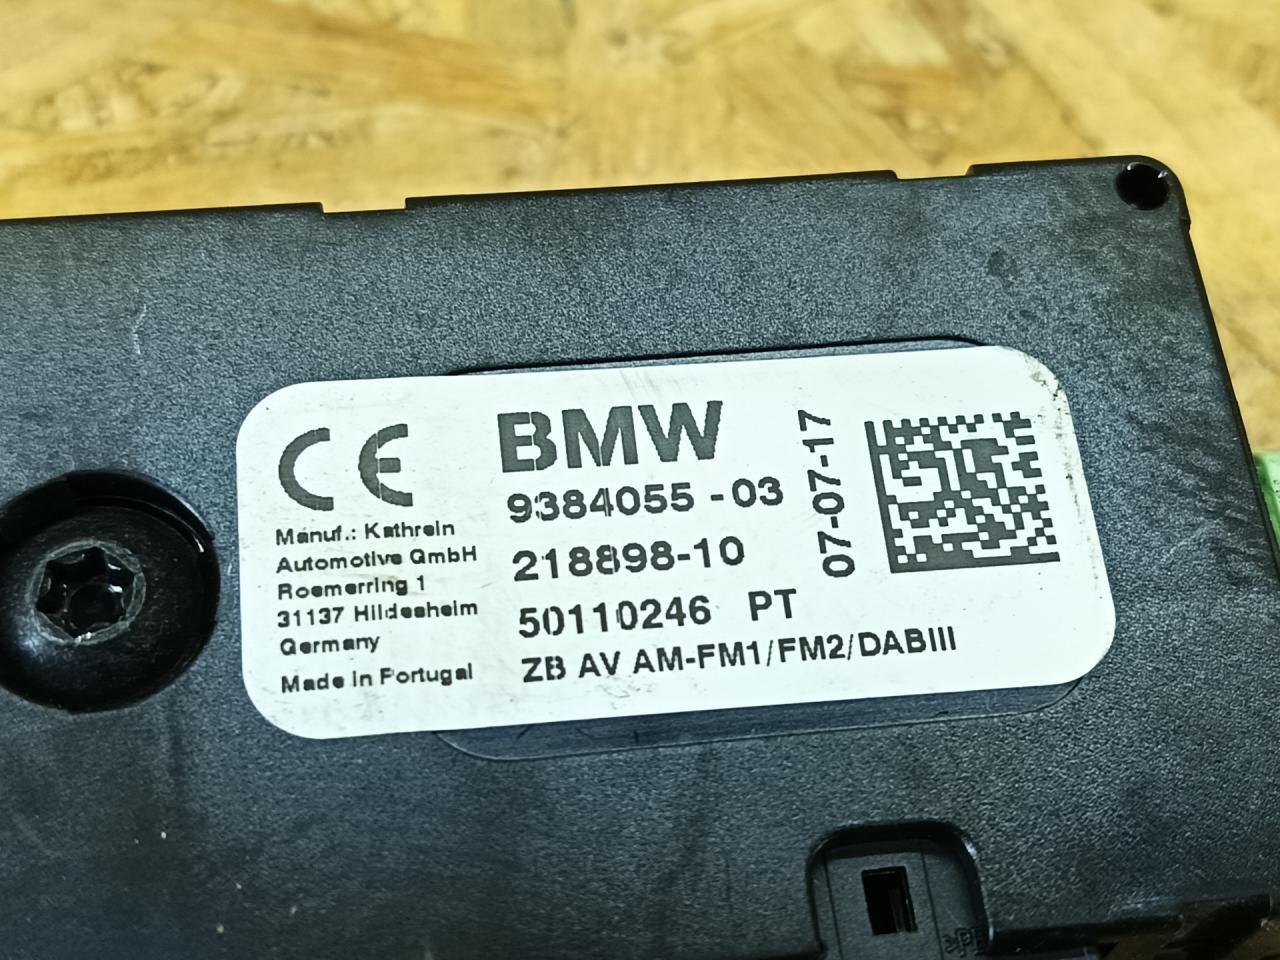 CE
Manuf.: Kathrein
Automotive GmbH
Roemerring 1
31137 Hildesheim
Germany
Made in Portugal
BMW
9384055 - 03
218898-10
50110246 PT
ZB AV AM-FM1/FM2/DABIII
07-07-17